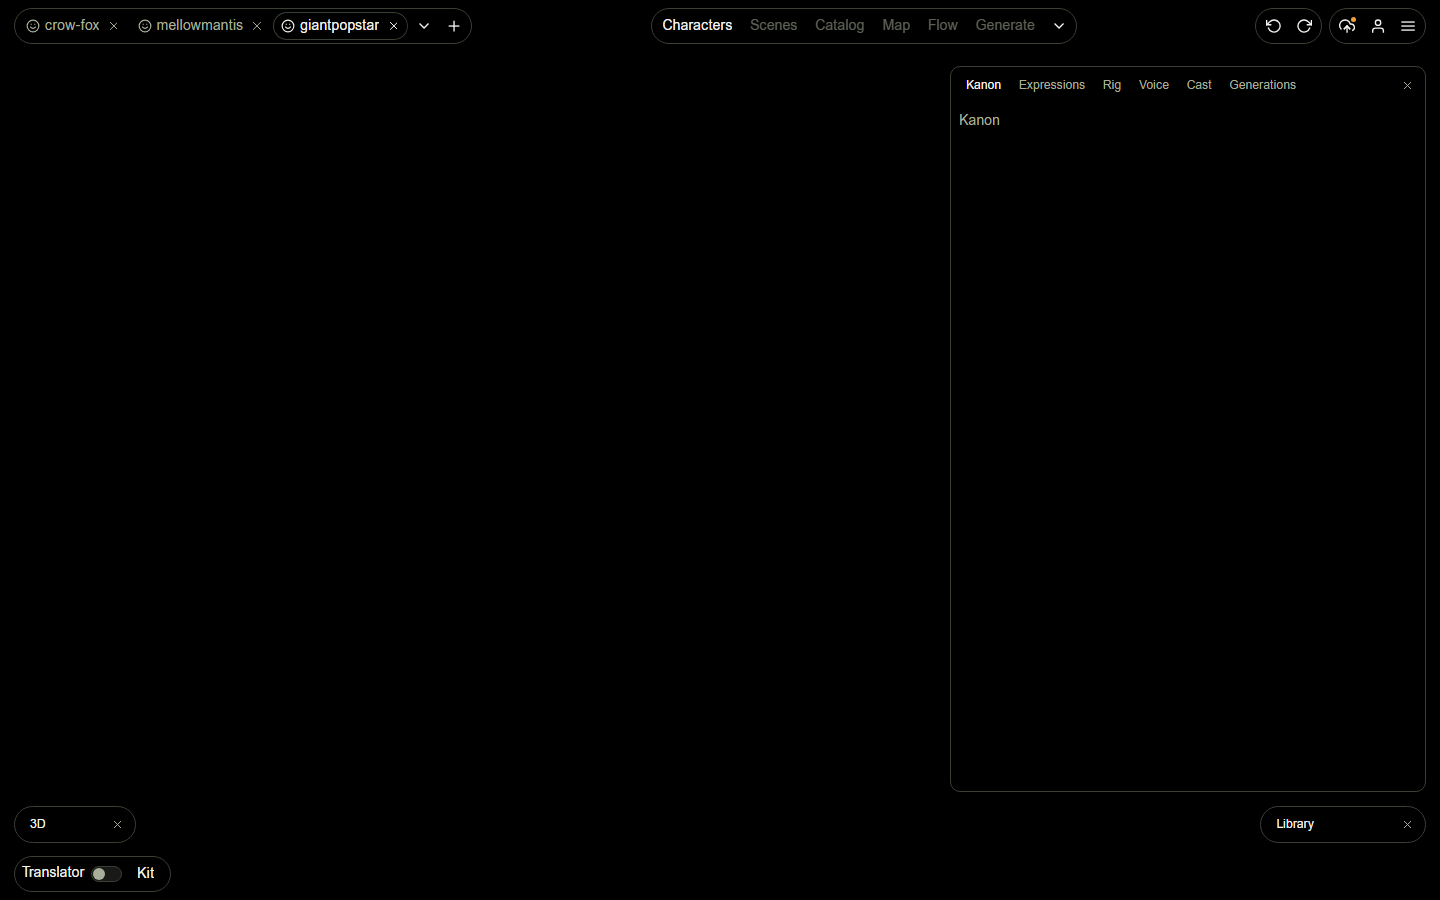 crow-fox mellowmantis giantpopstar Characters Scenes Catalog Map Flow Generate
Kanon Expressions Rig Voice Cast Generations
Kanon
3D
Library
Translator Kit